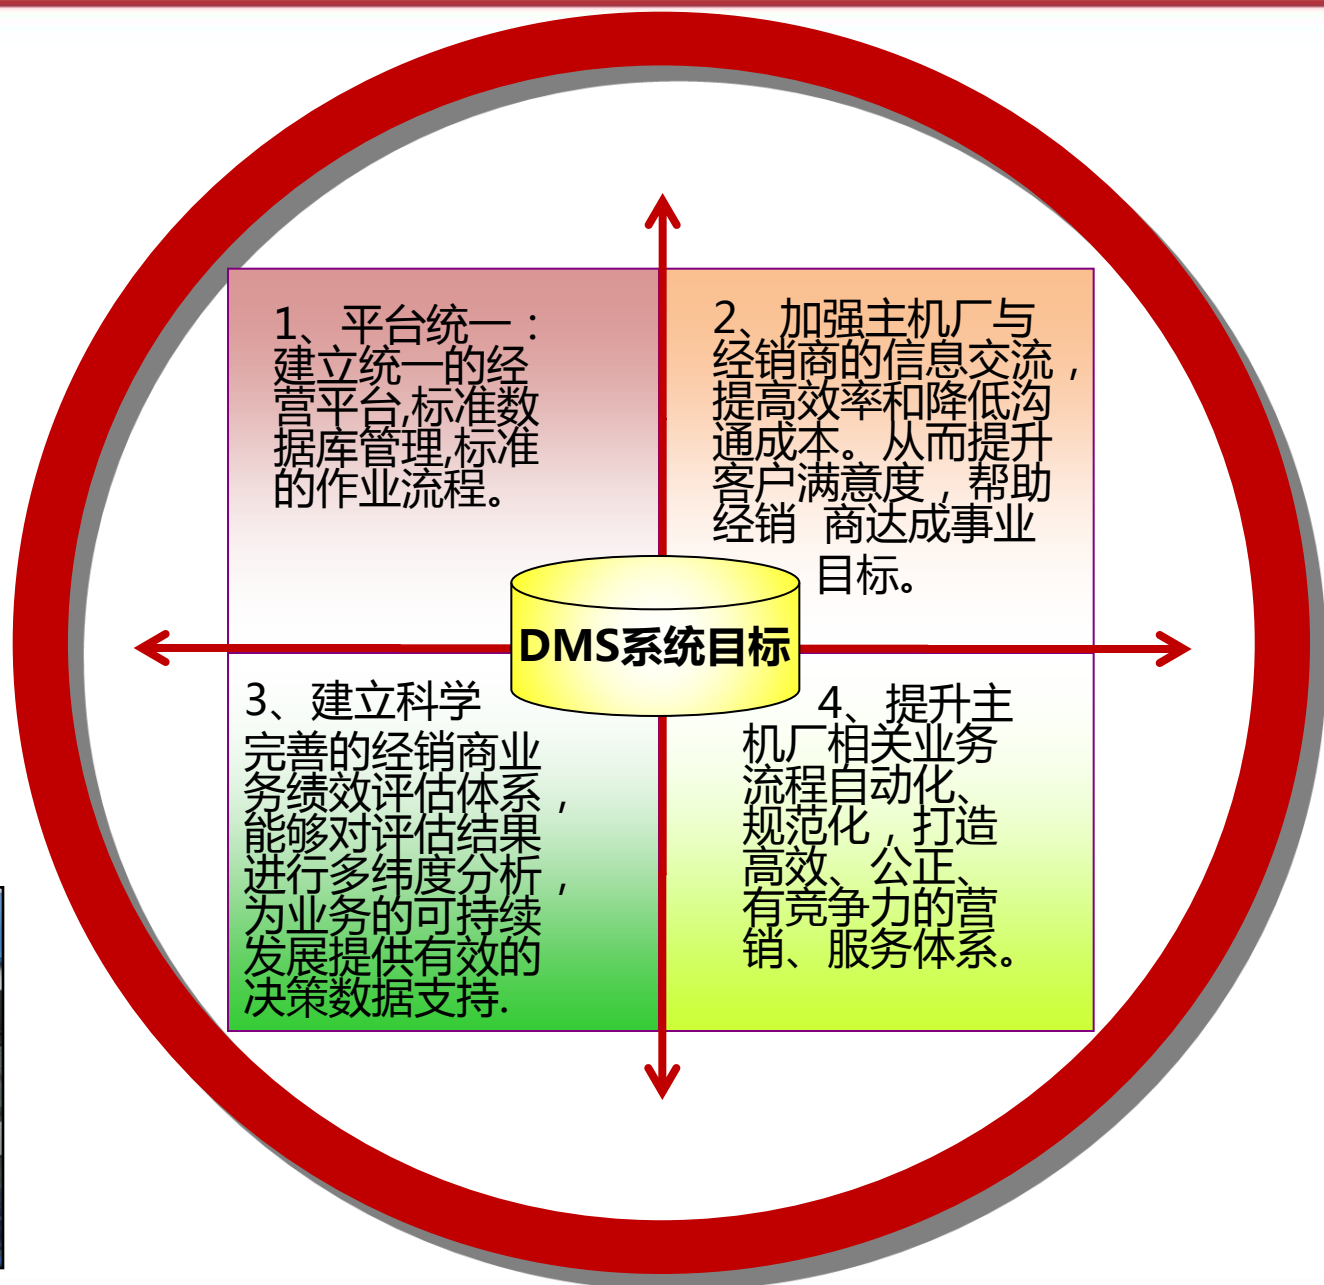 1、平台统一：
建立统一的经
营平台,标准数
据库管理,标准
的作业流程。
2、加强主机厂与
经销商的信息交流，
提高效率和降低沟
通成本。从而提升
客户满意度，帮助
经销 商达成事业
目标。
DMS系统目标
3、建立科学
完善的经销商业
务绩效评估体系，
能够对评估结果
进行多纬度分析，
为业务的可持续
发展提供有效的
决策数据支持.
4、提升主
机厂相关业务
流程自动化、
规范化，打造
高效、公正、
有竞争力的营
销、服务体系。